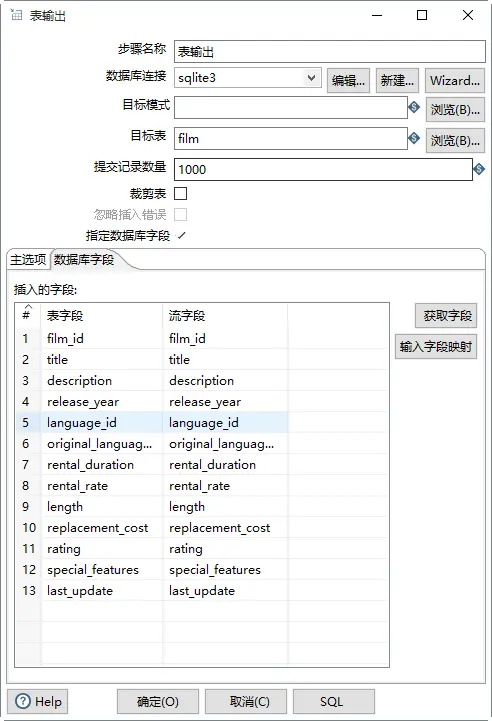 表输出
步骤名称 表输出
数据库连接 sqlite3 编辑... 新建... Wizard...
目标模式 浏览(B)...
目标表 film 浏览(B)...
提交记录数量 1000
裁剪表
忽略插入错误
指定数据库字段
主选项 数据库字段
插入的字段:
# 表字段 流字段 获取字段
1 film_id film_id
输入字段映射
2 title title
3 description description
4 release_year release_year
5 language_id language_id
6 original_languag... original_languag...
7 rental_duration rental_duration
8 rental_rate rental_rate
9 length length
10 replacement_cost replacement_cost
11 rating rating
12 special_features special_features
13 last_update last_update
Help 确定(O) 取消(C) SQL